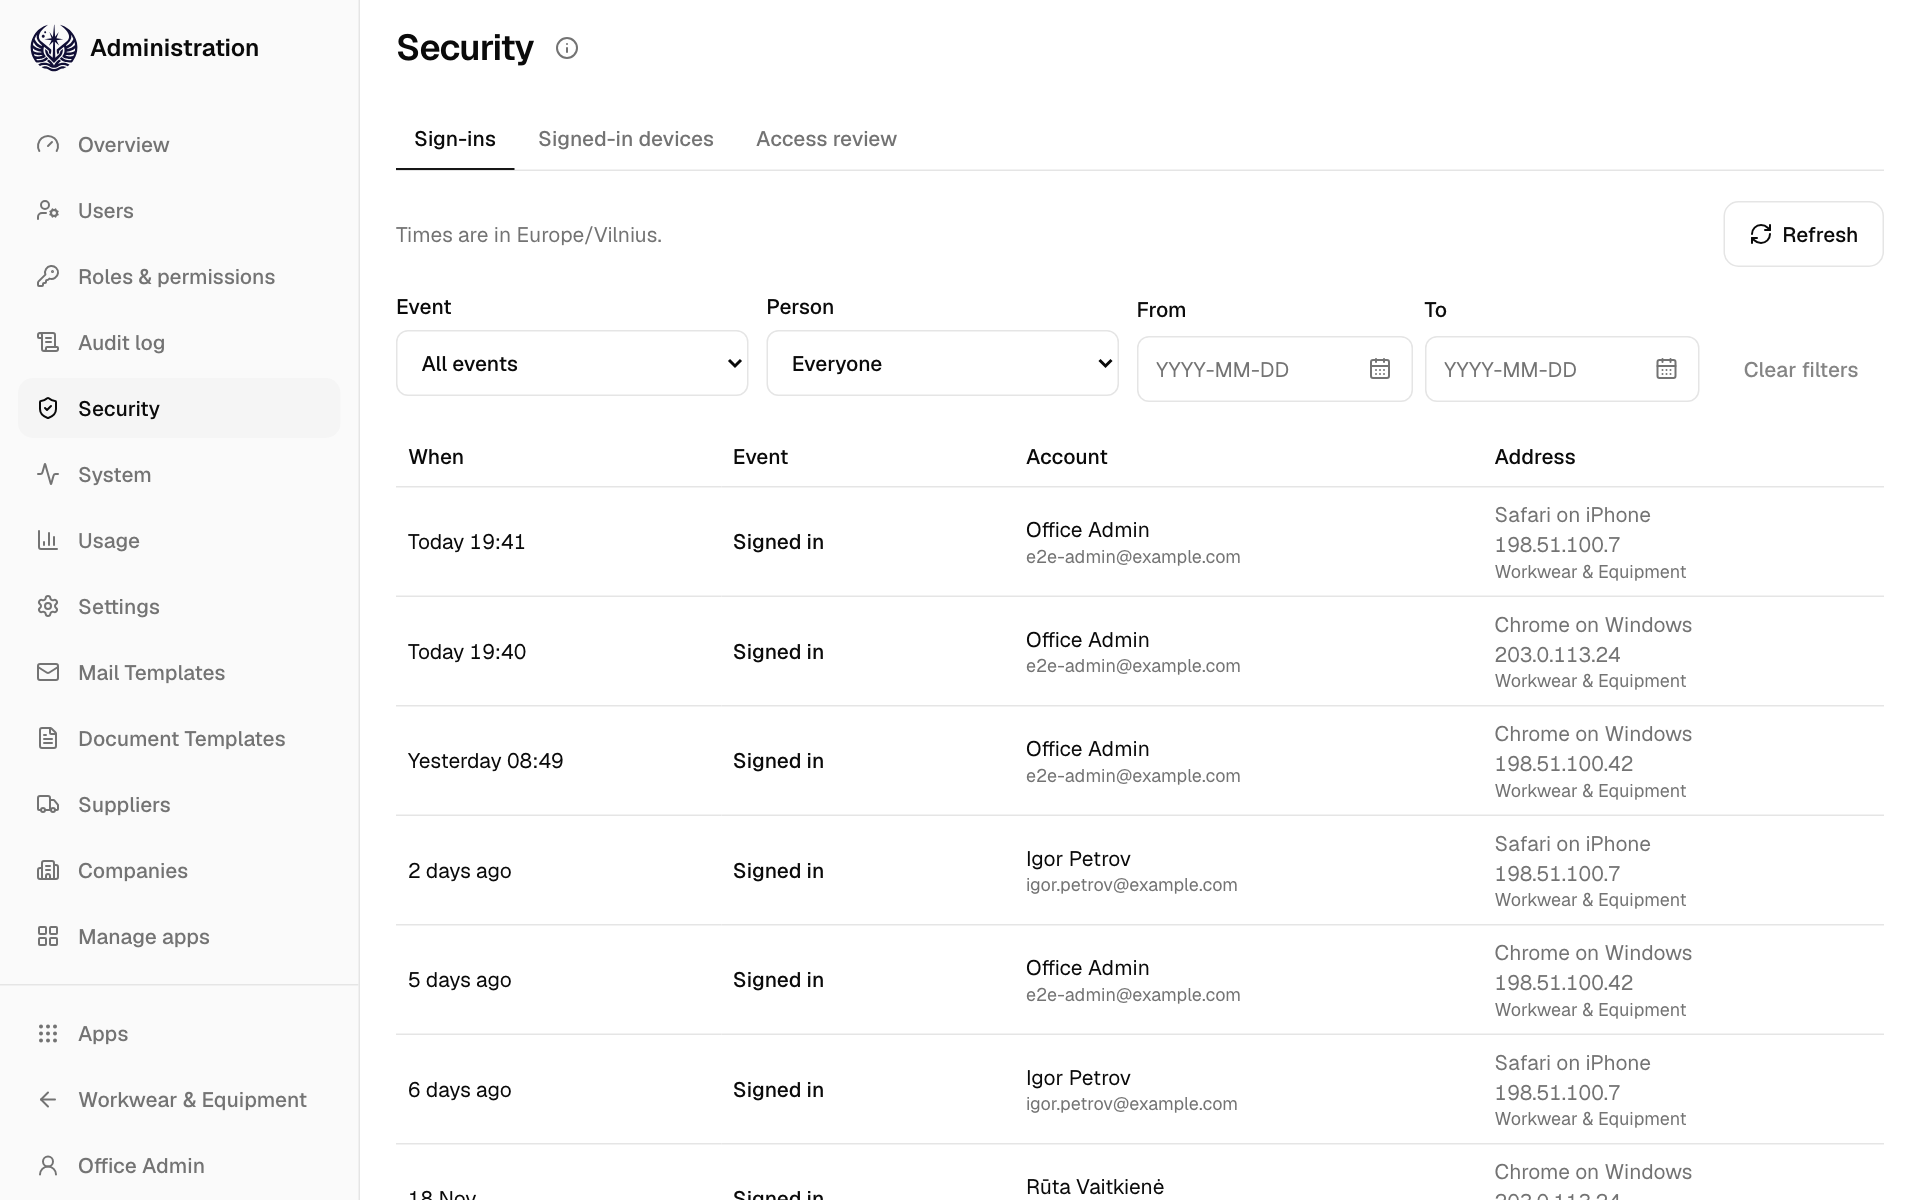 Administration
Overview
Users
Roles & permissions
Audit log
Security
System
Usage
Settings
Mail Templates
Document Templates
Suppliers
Companies
Manage apps
Apps
Workwear & Equipment
Office Admin
Security
Sign-ins
Signed-in devices
Access review
Times are in Europe/Vilnius.
Refresh
Event
Person
From
To
All events
Everyone
YYYY-MM-DD
YYYY-MM-DD
Clear filters
When
Event
Account
Address
Today 19:41
Signed in
Office Admin
e2e-admin@example.com
Safari on iPhone
198.51.100.7
Workwear & Equipment
Today 19:40
Signed in
Office Admin
e2e-admin@example.com
Chrome on Windows
203.0.113.24
Workwear & Equipment
Yesterday 08:49
Signed in
Office Admin
e2e-admin@example.com
Chrome on Windows
198.51.100.42
Workwear & Equipment
2 days ago
Signed in
Igor Petrov
igor.petrov@example.com
Safari on iPhone
198.51.100.7
Workwear & Equipment
5 days ago
Signed in
Office Admin
e2e-admin@example.com
Chrome on Windows
198.51.100.42
Workwear & Equipment
6 days ago
Signed in
Igor Petrov
igor.petrov@example.com
Safari on iPhone
198.51.100.7
Workwear & Equipment
18 Nov
Signed in
Rūta Vaitkienė
Chrome on Windows
203.0.113.24